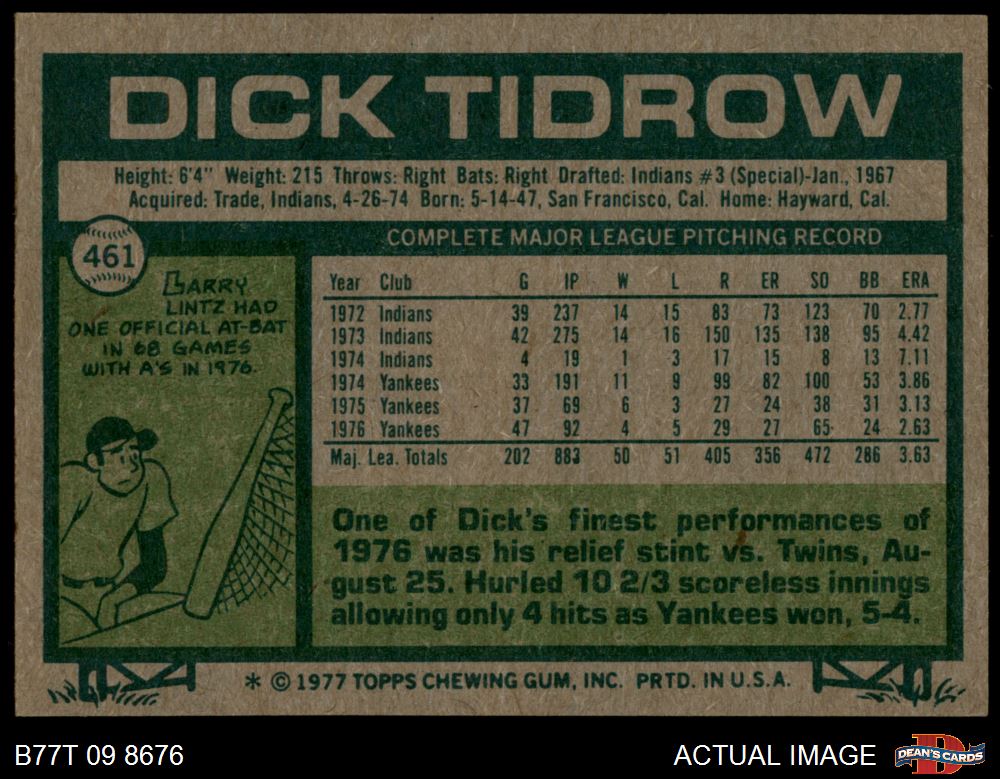 DICK TIDROW
Height: 6'4" Weight: 215 Throws: Right Bats: Right Drafted: Indians #3 (Special)-Jan., 1967
Acquired: Trade, Indians, 4-26-74 Born: 5-14-47, San Francisco, Cal. Home: Hayward, Cal.
461
LARRY
LINTZ HAD
ONE OFFICIAL AT-BAT
IN 68 GAMES
WITH A'S IN 1976.
COMPLETE MAJOR LEAGUE PITCHING RECORD
Year Club G IP W L R ER SO BB ERA
1972 Indians 39 237 14 15 83 73 123 70 2.77
1973 Indians 42 275 14 16 150 135 138 95 4.42
1974 Indians 4 19 1 3 17 15 8 13 7.11
1974 Yankees 33 191 11 9 99 82 100 53 3.86
1975 Yankees 37 69 6 3 27 24 38 31 3.13
1976 Yankees 47 92 4 5 29 27 65 24 2.63
Maj. Lea. Totals 202 883 50 51 405 356 472 286 3.63
One of Dick's finest performances of
1976 was his relief stint vs. Twins, Au-
gust 25. Hurled 10 2/3 scoreless innings
allowing only 4 hits as Yankees won, 5-4.
* © 1977 TOPPS CHEWING GUM, INC. PRTD. IN U.S.A.
B77T 09 8676 ACTUAL IMAGE
D
DEAN'S CARDS